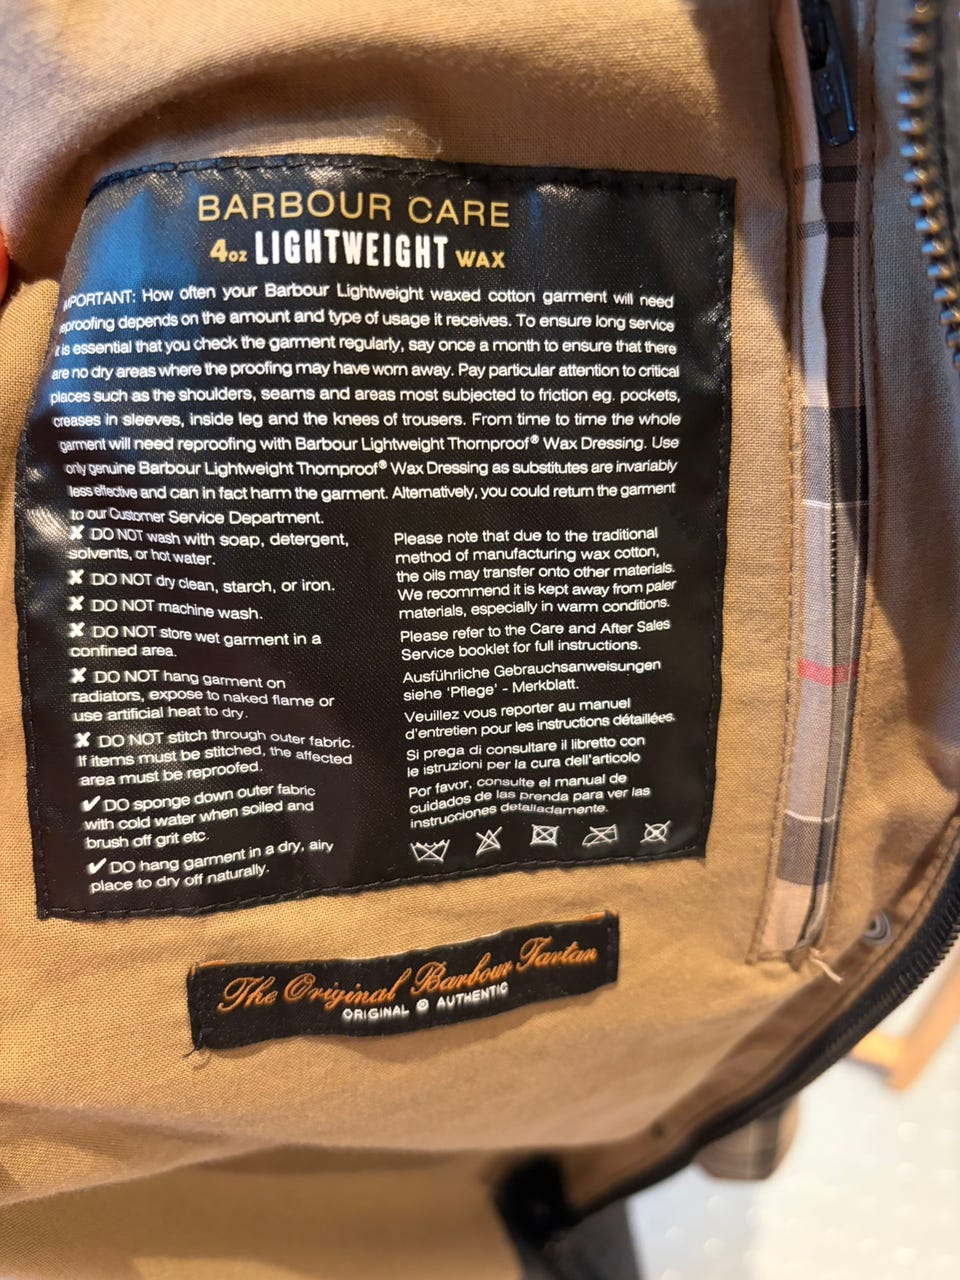 BARBOUR CARE
4oz LIGHTWEIGHT WAX
IMPORTANT: How often your Barbour Lightweight waxed cotton garment will need
reproofing depends on the amount and type of usage it receives. To ensure long service
it is essential that you check the garment regularly, say once a month to ensure that there
are no dry areas where the proofing may have worn away. Pay particular attention to critical
places such as the shoulders, seams and areas most subjected to friction eg. pockets,
creases in sleeves, inside leg and the knees of trousers. From time to time the whole
garment will need reproofing with Barbour Lightweight Thornproof® Wax Dressing. Use
only genuine Barbour Lightweight Thornproof® Wax Dressing as substitutes are invariably
less effective and can in fact harm the garment. Alternatively, you could return the garment
to our Customer Service Department.
✘ DO NOT wash with soap, detergent,
solvents, or hot water.
✘ DO NOT dry clean, starch, or iron.
✘ DO NOT machine wash.
✘ DO NOT store wet garment in a
confined area.
✘ DO NOT hang garment on
radiators, expose to naked flame or
use artificial heat to dry.
✘ DO NOT stitch through outer fabric.
If items must be stitched, the affected
area must be reproofed.
✔ DO sponge down outer fabric
with cold water when soiled and
brush off grit etc.
✔ DO hang garment in a dry, airy
place to dry off naturally.
Please note that due to the traditional
method of manufacturing wax cotton,
the oils may transfer onto other materials.
We recommend it is kept away from paler
materials, especially in warm conditions.
Please refer to the Care and After Sales
Service booklet for full instructions.
Ausführliche Gebrauchsanweisungen
siehe 'Pflege' - Merkblatt.
Veuillez vous reporter au manuel
d'entretien pour les instructions détaillées.
Si prega di consultare il libretto con
le istruzioni per la cura dell'articolo
Por favor, consulte el manual de
cuidados de las prenda para ver las
instrucciones detalladamente.
The Original Barbour Tartan
ORIGINAL @ AUTHENTIC